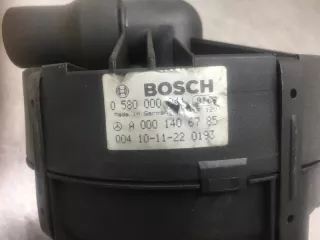 BOSCH
0 580 000
Made in Germany
A 000 140 67 85
004 10-11-22 0193